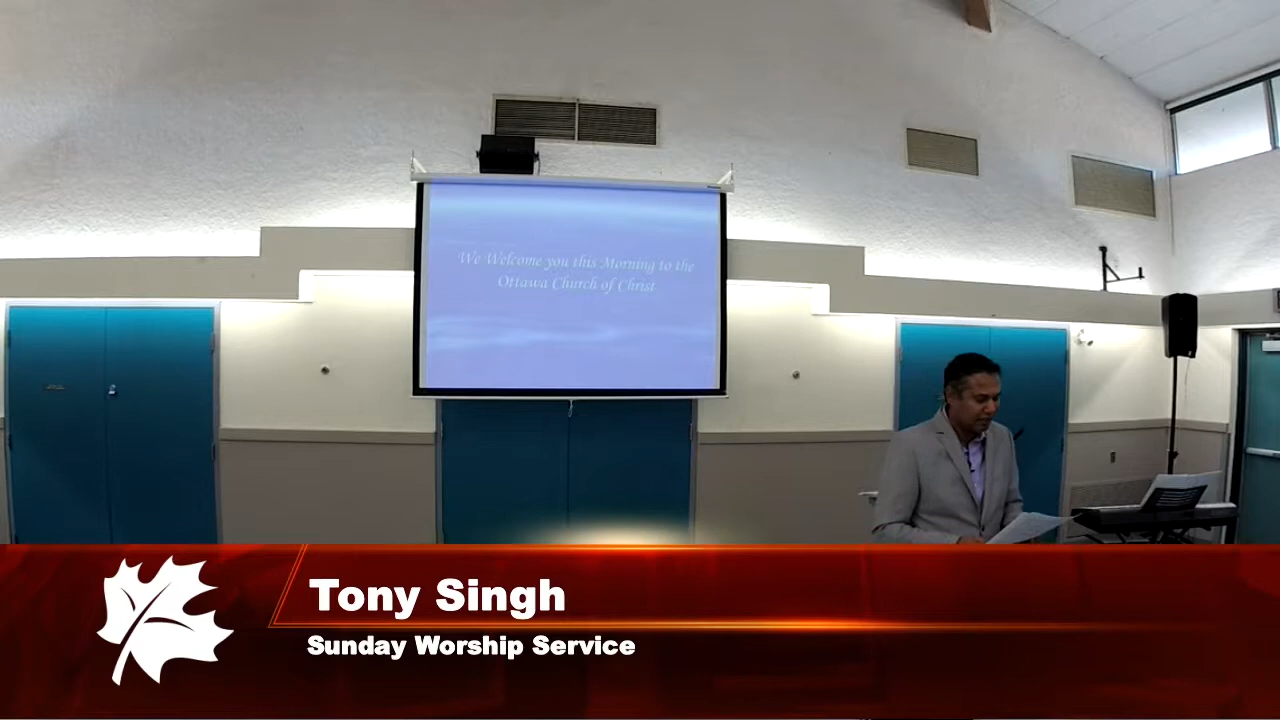 We Welcome you this Morning to the
Ottawa Church of Christ
Tony Singh
Sunday Worship Service